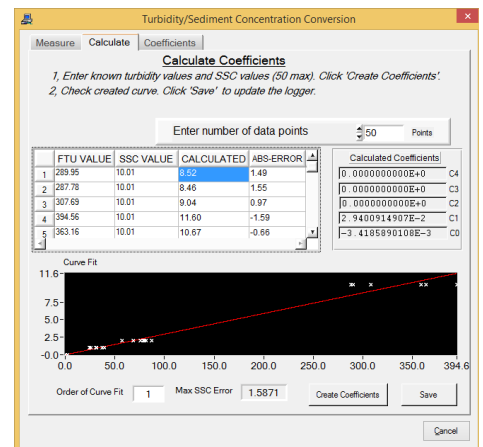 Turbidity/Sediment Concentration Conversion
Measure Calculate Coefficients
Calculate Coefficients
1, Enter known turbidity values and SSC values (50 max). Click 'Create Coefficients'.
2, Check created curve. Click 'Save' to update the logger.
Enter number of data points 50 Points
FTU VALUE SSC VALUE CALCULATED ABS-ERROR
1 289.95 10.01 8.52 1.49
2 287.78 10.01 8.46 1.55
3 307.69 10.01 9.04 0.97
4 394.56 10.01 11.60 -1.59
5 363.16 10.01 10.67 -0.66
Calculated Coefficients
0.0000000000E+0 C4
0.0000000000E+0 C3
0.0000000000E+0 C2
2.9400914907E-2 C1
-3.4185890108E-3 C0
Curve Fit
11.6
7.5
5.0
2.5
-0.0
0.0 50.0 100.0 150.0 200.0 250.0 300.0 350.0 394.6
Order of Curve Fit 1 Max SSC Error 1.5871 Create Coefficients Save
Cancel